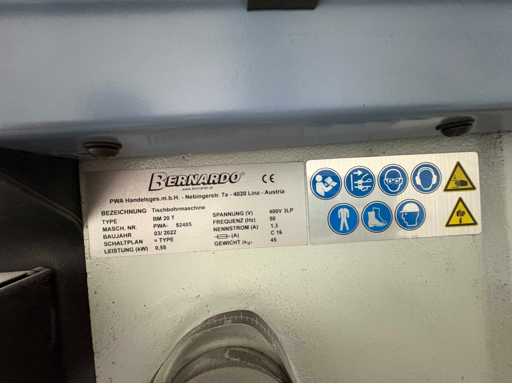 BERNARDO CE
www.bernardo.at
PWA Handelsges.m.b.H. - Nebingerstr. 7a - 4020 Linz - Austria
BEZEICHNUNG Tischbohrmaschine
TYPE BM 20 T SPANNUNG (V) 400V 3LP
MASCH. NR. PWA- 52405 FREQUENZ (Hz) 50
BAUJAHR 03/ 2022 NENNSTROM (A) 1,3
SCHALTPLAN = TYPE (A) C 16
LEISTUNG (kW) 0,55 GEWICHT (kg) 45